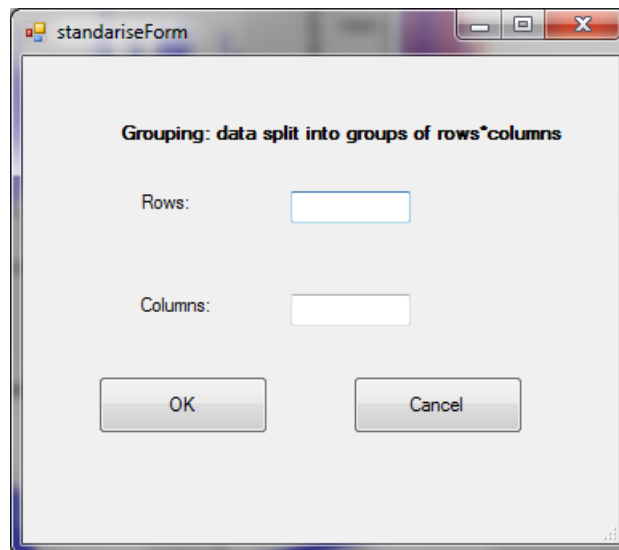 standariseForm
Grouping: data split into groups of rows*columns
Rows:
Columns:
OK
Cancel